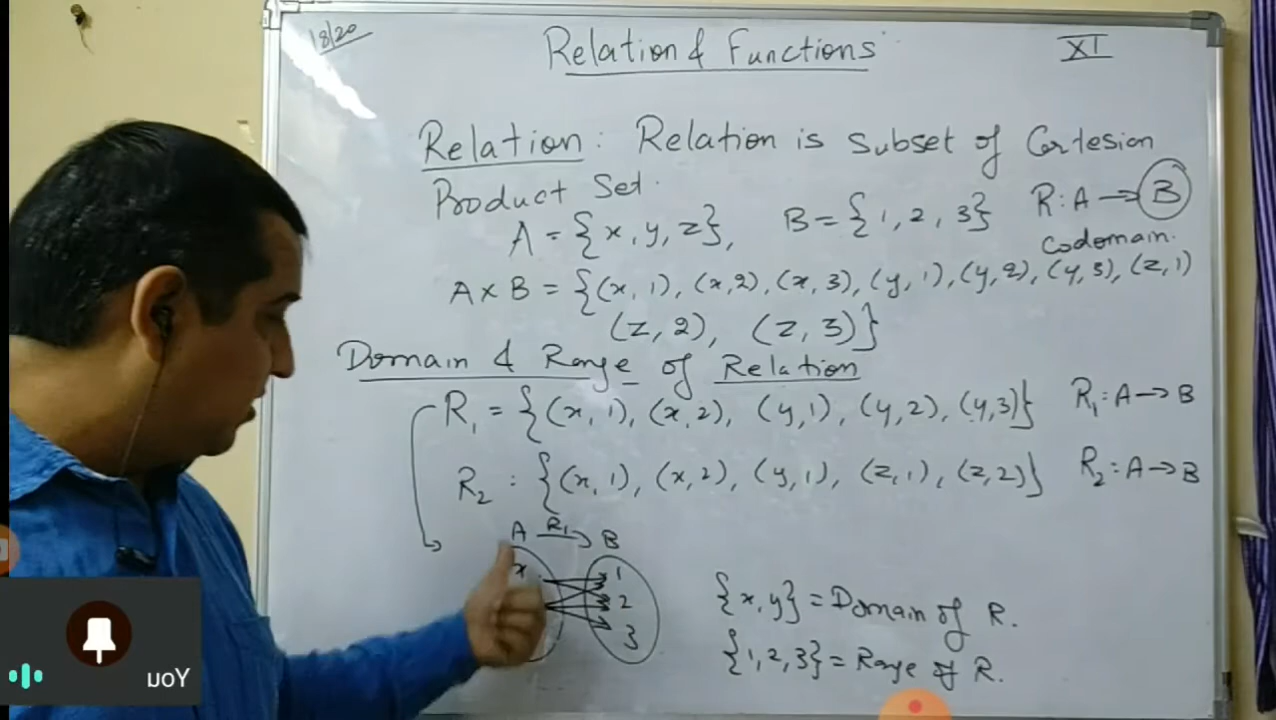 18/20
Relation & Functions
XI
Relation: Relation is Subset of Cartesion
Product Set.
A = {x, y, z}, B = {1, 2, 3} R: A → B
Codomain.
A x B = {(x, 1), (x, 2), (x, 3), (y, 1), (y, 2), (y, 3), (z, 1)
(z, 2), (z, 3)}
Domain & Range of Relation
R₁ = {(x, 1), (x, 2), (y, 1), (y, 2), (y, 3)} R₁: A → B
R₂ : {(x, 1), (x, 2), (y, 1), (z, 1), (z, 2)} R₂: A → B
A R₁ → B
x 1
2
3
{x, y} = Domain of R.
{1, 2, 3} = Range of R.
You